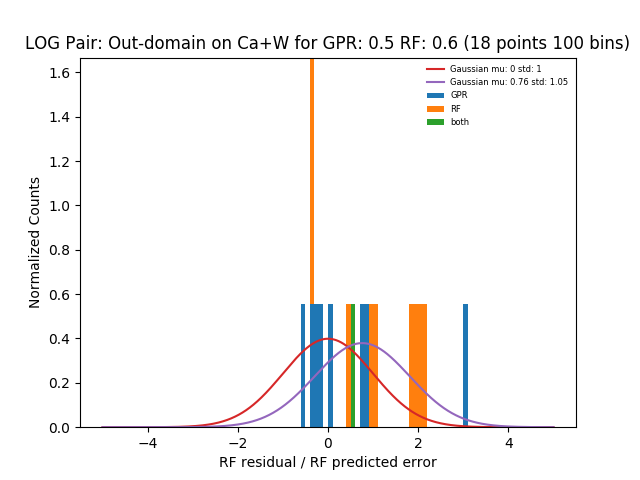 LOG Pair: Out-domain on Ca+W for GPR: 0.5 RF: 0.6 (18 points 100 bins)
Gaussian mu: 0 std: 1
Gaussian mu: 0.76 std: 1.05
GPR
RF
both
Normalized Counts
1.6
1.4
1.2
1.0
0.8
0.6
0.4
0.2
0.0
−4
−2
0
2
4
RF residual / RF predicted error